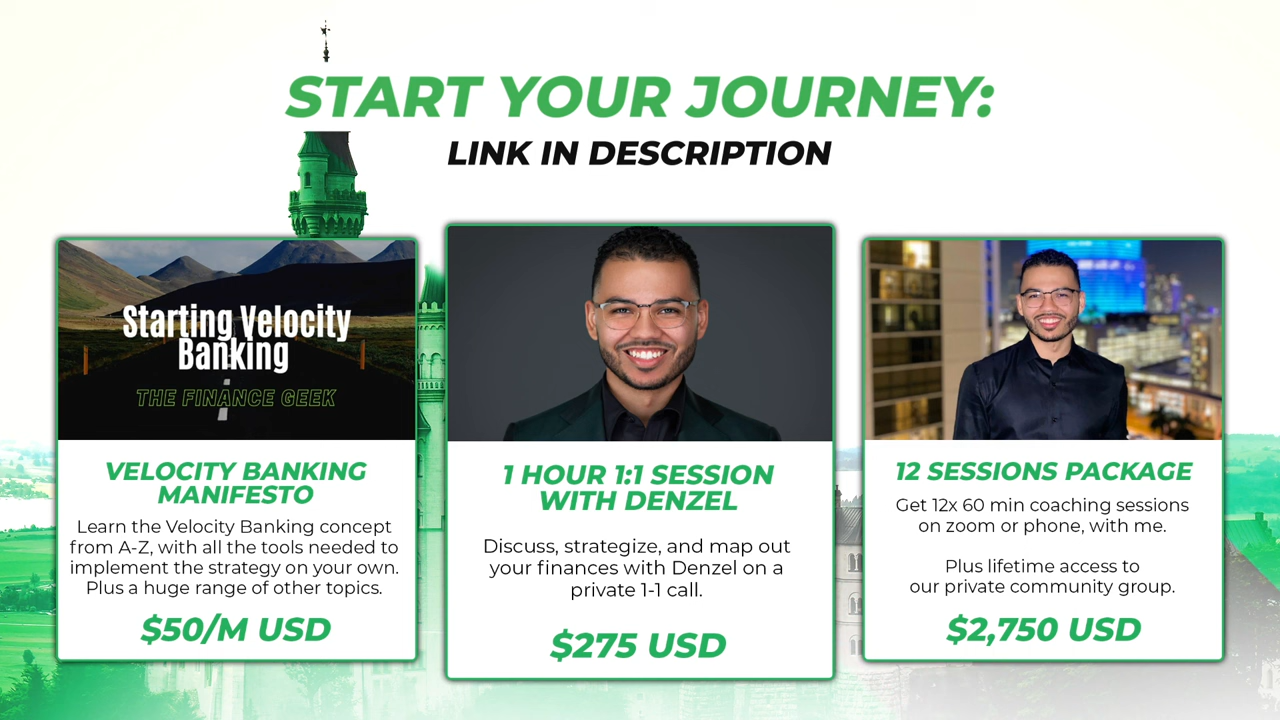 START YOUR JOURNEY:
LINK IN DESCRIPTION
Starting Velocity
Banking
THE FINANCE GEEK
VELOCITY BANKING
MANIFESTO
Learn the Velocity Banking concept
from A-Z, with all the tools needed to
implement the strategy on your own.
Plus a huge range of other topics.
$50/M USD
1 HOUR 1:1 SESSION
WITH DENZEL
Discuss, strategize, and map out
your finances with Denzel on a
private 1-1 call.
$275 USD
12 SESSIONS PACKAGE
Get 12x 60 min coaching sessions
on zoom or phone, with me.
Plus lifetime access to
our private community group.
$2,750 USD